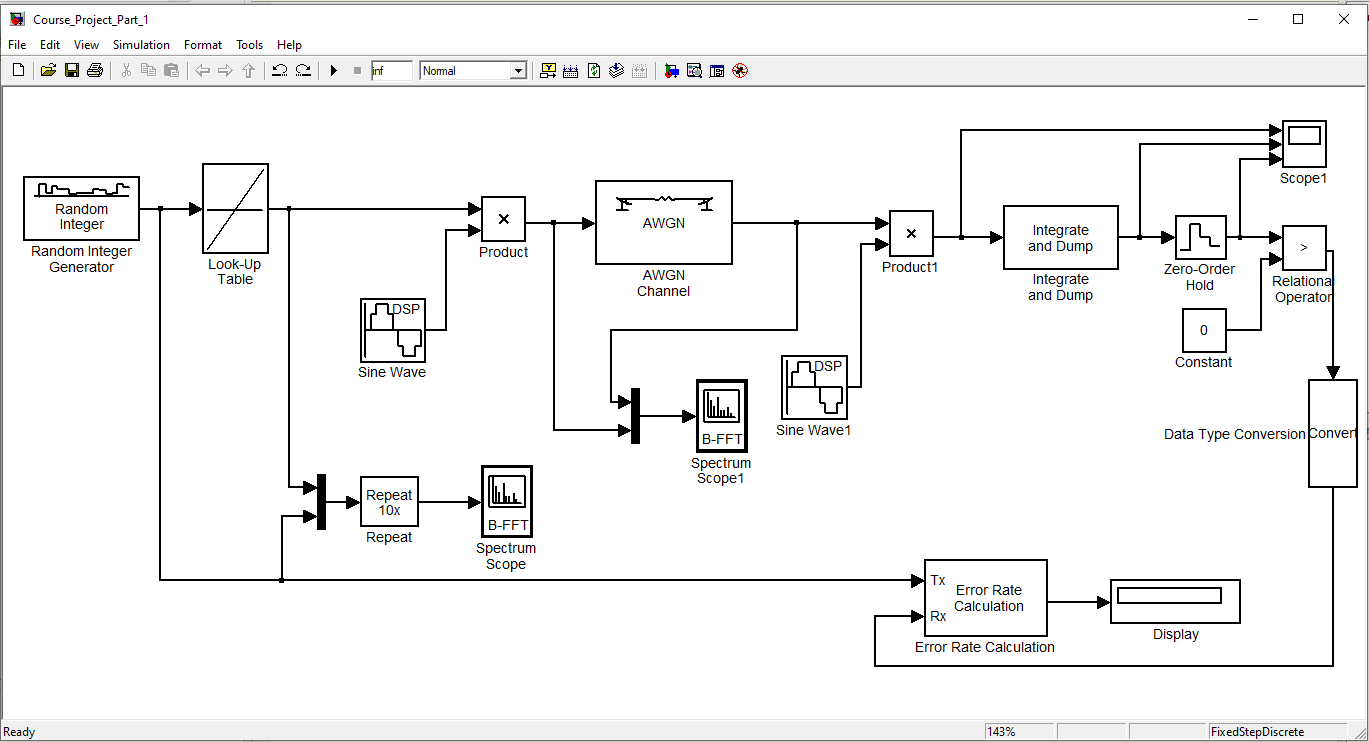 Course_Project_Part_1
File Edit View Simulation Format Tools Help
inf
Normal
Random
Integer
Random Integer
Generator
Look-Up
Table
×
Product
DSP
Sine Wave
AWGN
AWGN
Channel
×
Product1
DSP
Sine Wave1
Integrate
and Dump
Integrate
and Dump
Scope1
Zero-Order
Hold
>
Relational
Operator
0
Constant
Data Type Conversion
Convert
B-FFT
Spectrum
Scope1
Repeat
10x
Repeat
B-FFT
Spectrum
Scope
Tx
Rx
Error Rate
Calculation
Error Rate Calculation
Display
Ready
143%
FixedStepDiscrete